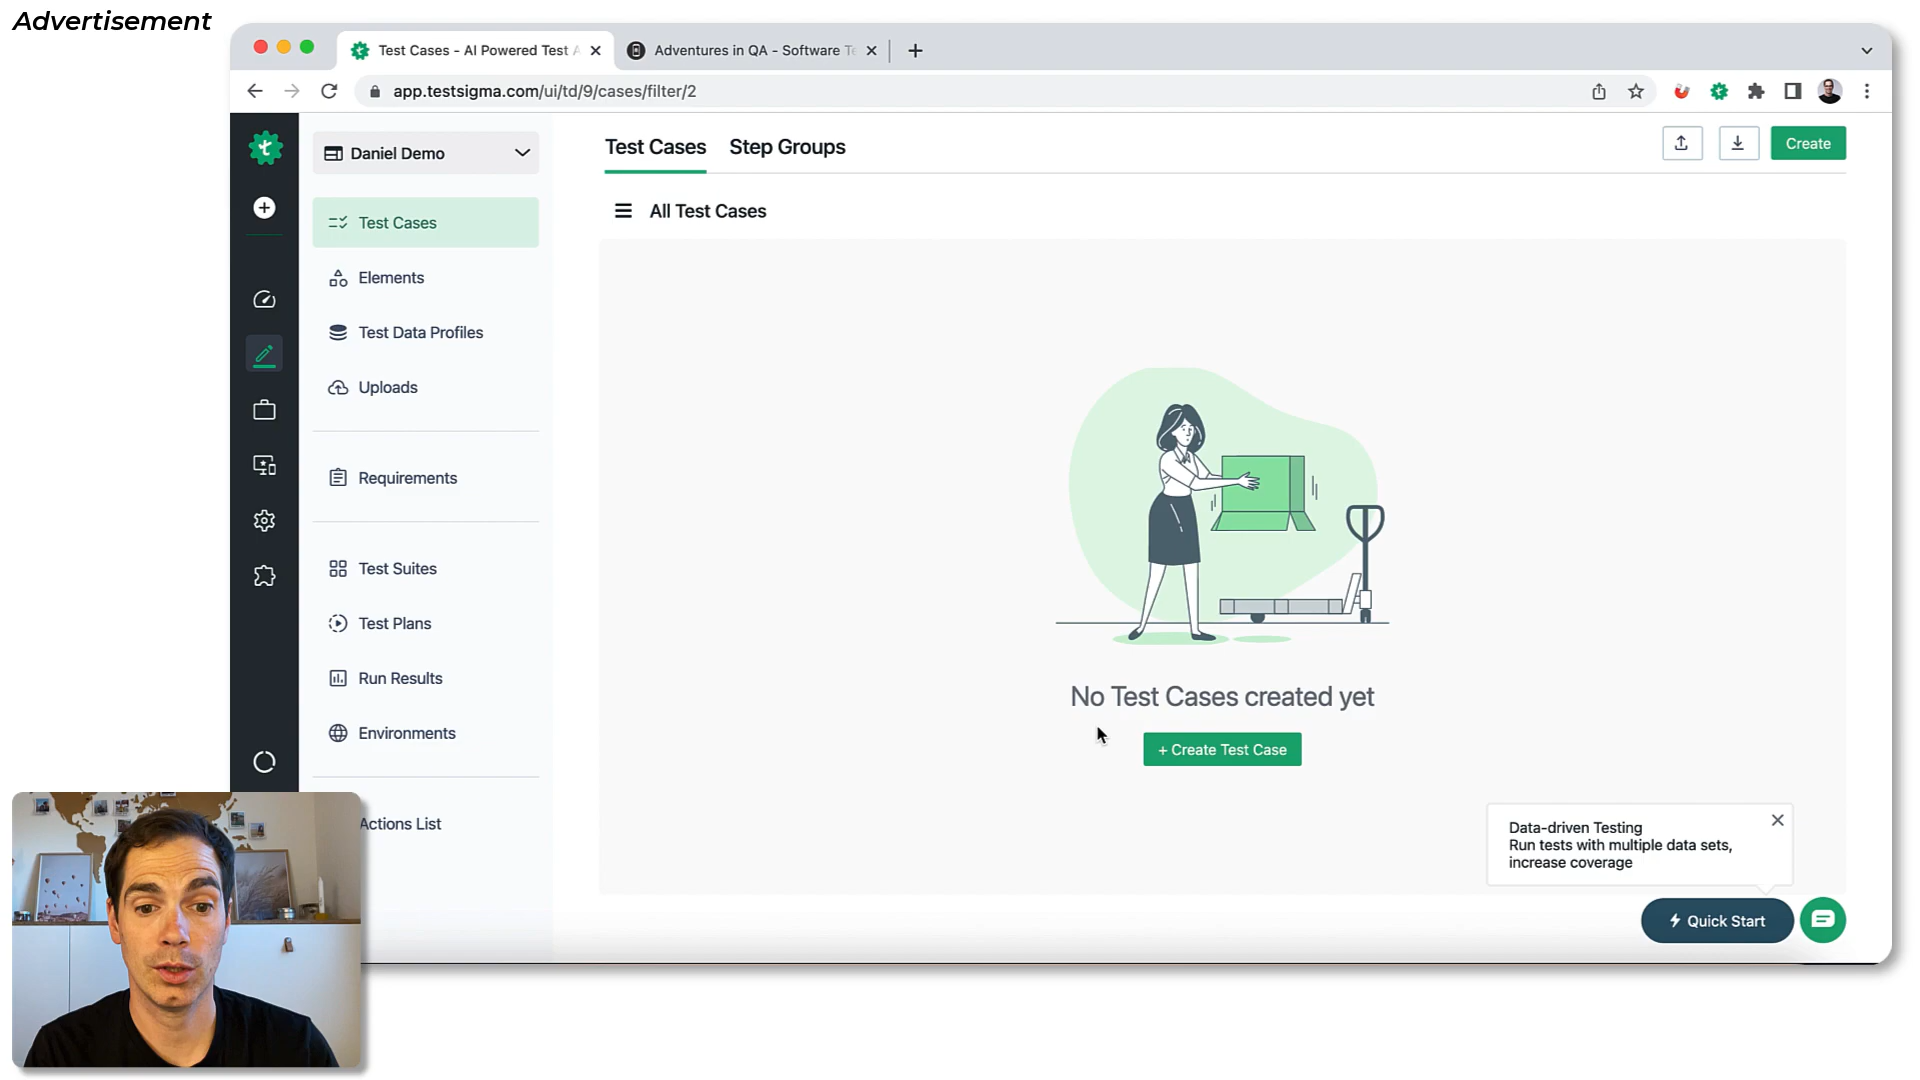 Advertisement
Test Cases - AI Powered Test A
Adventures in QA - Software Te
app.testsigma.com/ui/td/9/cases/filter/2
Daniel Demo
Test Cases
Elements
Test Data Profiles
Uploads
Requirements
Test Suites
Test Plans
Run Results
Environments
Actions List
Test Cases
Step Groups
Create
All Test Cases
No Test Cases created yet
+ Create Test Case
Data-driven Testing
Run tests with multiple data sets,
increase coverage
Quick Start